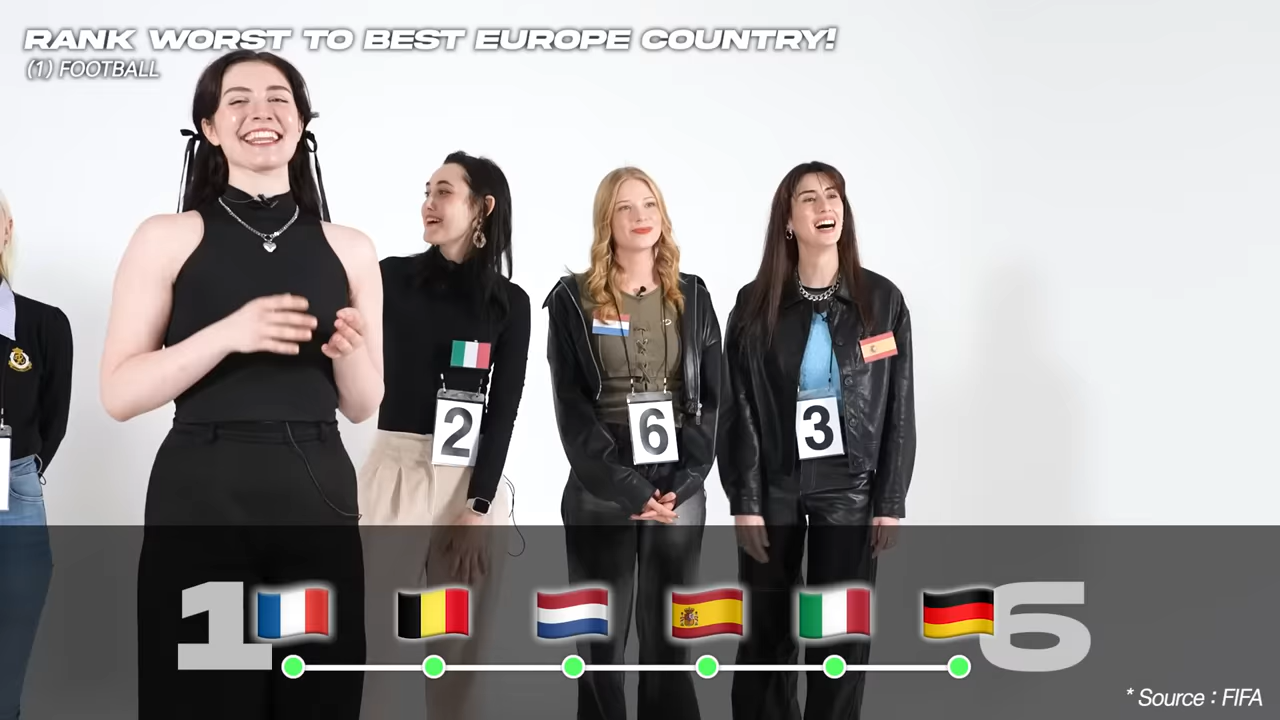 RANK WORST TO BEST EUROPE COUNTRY!
(1) FOOTBALL
2
6
3
1
6
* Source : FIFA